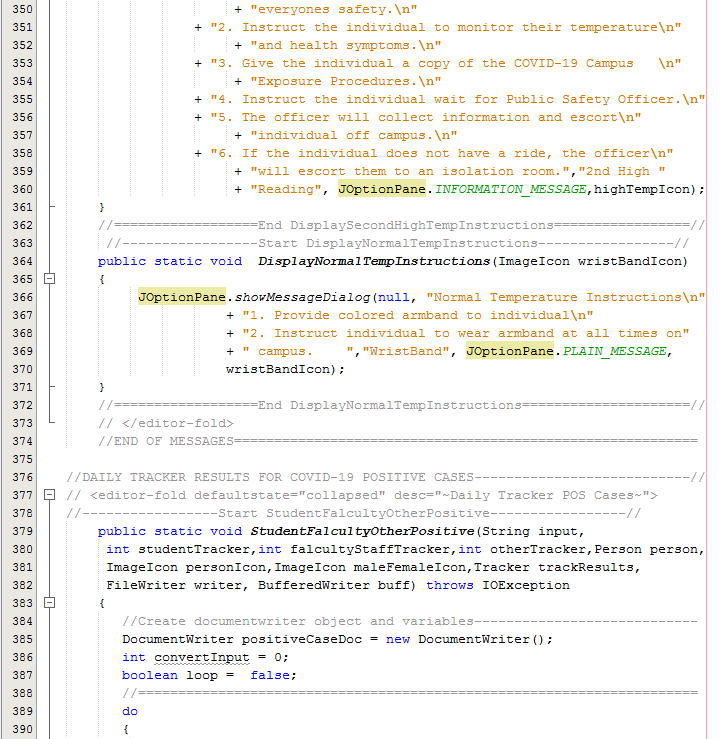 350 + "everyones safety.\n"
351 + "2. Instruct the individual to monitor their temperature\n"
352 + "and health symptoms.\n"
353 + "3. Give the individual a copy of the COVID-19 Campus   \n"
354 + "Exposure Procedures.\n"
355 + "4. Instruct the individual wait for Public Safety Officer.\n"
356 + "5. The officer will collect information and escort\n"
357 + "individual off campus.\n"
358 + "6. If the individual does not have a ride, the officer\n"
359 + "will escort them to an isolation room.","2nd High "
360 + "Reading", JOptionPane.INFORMATION_MESSAGE,highTempIcon);
361 }
362 //==================End DisplaySecondHighTempInstructions=================//
363 //-----------------Start DisplayNormalTempInstructions-----------------//
364 public static void  DisplayNormalTempInstructions(ImageIcon wristBandIcon)
365 {
366 JOptionPane.showMessageDialog(null, "Normal Temperature Instructions\n"
367 + "1. Provide colored armband to individual\n"
368 + "2. Instruct individual to wear armband at all times on"
369 + " campus.    ","WristBand", JOptionPane.PLAIN_MESSAGE,
370 wristBandIcon);
371 }
372 //==================End DisplayNormalTempInstructions=====================//
373 // </editor-fold>
374 //END OF MESSAGES==========================================================
375
376 //DAILY TRACKER RESULTS FOR COVID-19 POSITIVE CASES---------------------------//
377 // <editor-fold defaultstate="collapsed" desc="~Daily Tracker POS Cases~">
378 //-----------------Start StudentFalcultyOtherPositive-----------------//
379 public static void StudentFalcultyOtherPositive(String input,
380 int studentTracker,int falcultyStaffTracker,int otherTracker,Person person,
381 ImageIcon personIcon,ImageIcon maleFemaleIcon,Tracker trackResults,
382 FileWriter writer, BufferedWriter buff) throws IOException
383 {
384 //Create documentwriter object and variables----------------------------
385 DocumentWriter positiveCaseDoc = new DocumentWriter();
386 int convertInput = 0;
387 boolean loop =  false;
388 //======================================================================
389 do
390 {